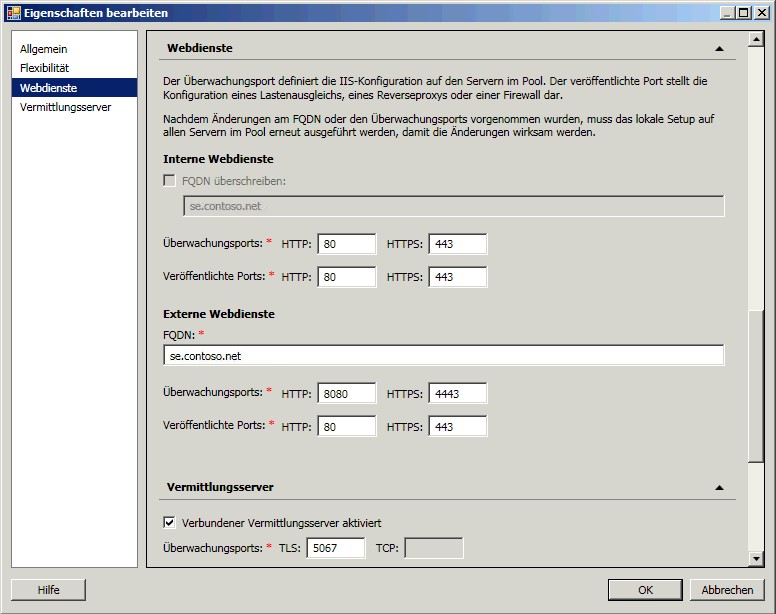 Eigenschaften bearbeiten
Allgemein
Flexibilität
Webdienste
Vermittlungsserver
Webdienste
Der Überwachungsport definiert die IIS-Konfiguration auf den Servern im Pool. Der veröffentlichte Port stellt die
Konfiguration eines Lastenausgleichs, eines Reverseproxys oder einer Firewall dar.
Nachdem Änderungen am FQDN oder den Überwachungsports vorgenommen wurden, muss das lokale Setup auf
allen Servern im Pool erneut ausgeführt werden, damit die Änderungen wirksam werden.
Interne Webdienste
FQDN überschreiben:
se.contoso.net
Überwachungsports: * HTTP: 80 HTTPS: 443
Veröffentlichte Ports: * HTTP: 80 HTTPS: 443
Externe Webdienste
FQDN: *
se.contoso.net
Überwachungsports: * HTTP: 8080 HTTPS: 4443
Veröffentlichte Ports: * HTTP: 80 HTTPS: 443
Vermittlungsserver
Verbundener Vermittlungsserver aktiviert
Überwachungsports: * TLS: 5067 TCP:
Hilfe OK Abbrechen